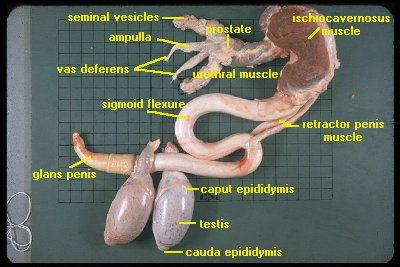 seminal vesicles
ischiocavernosus
muscle
prostate
ampulla
vas deferens
urethral muscle
sigmoid flexure
retractor penis
muscle
glans penis
caput epididymis
CM
testis
cauda epididymis